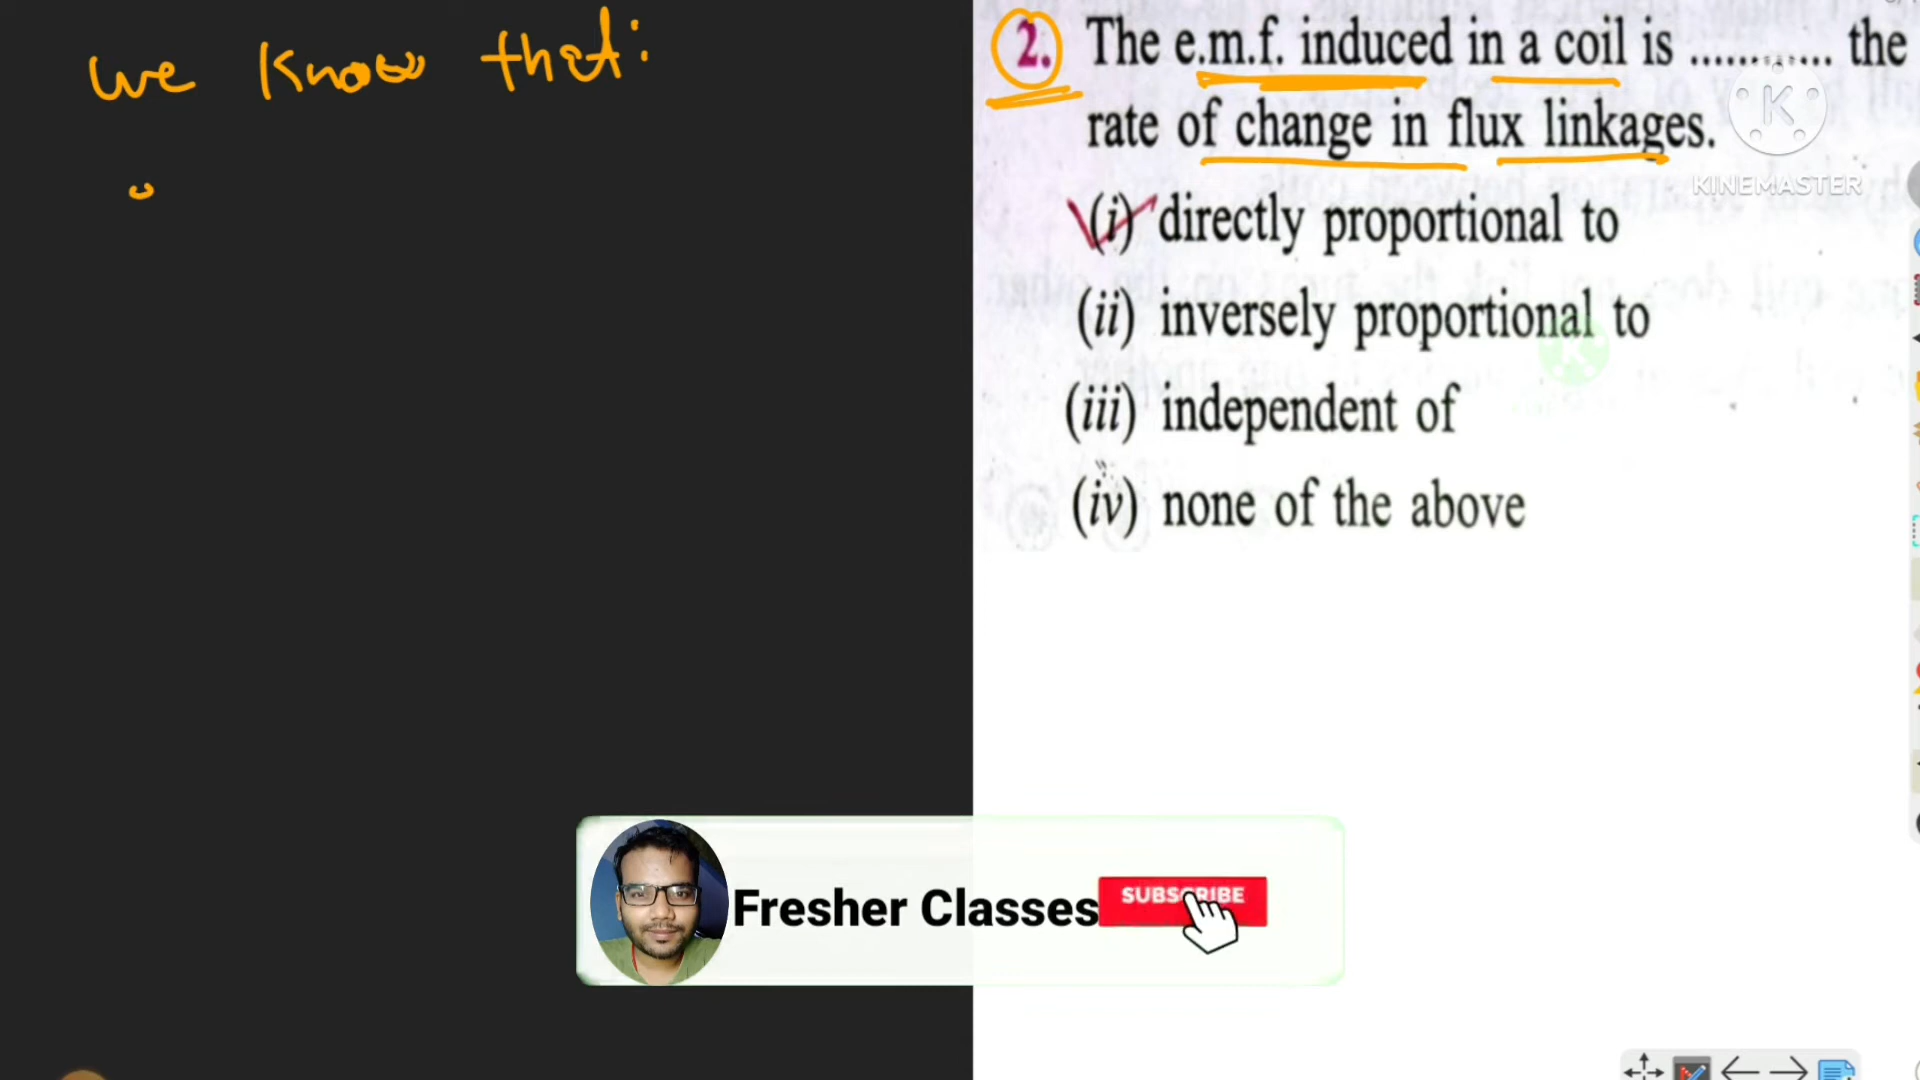 we know that:
2. The e.m.f. induced in a coil is ............ the
rate of change in flux linkages.
KINEMASTER
(i) directly proportional to
(ii) inversely proportional to
(iii) independent of
(iv) none of the above
Fresher Classes
SUBSCRIBE